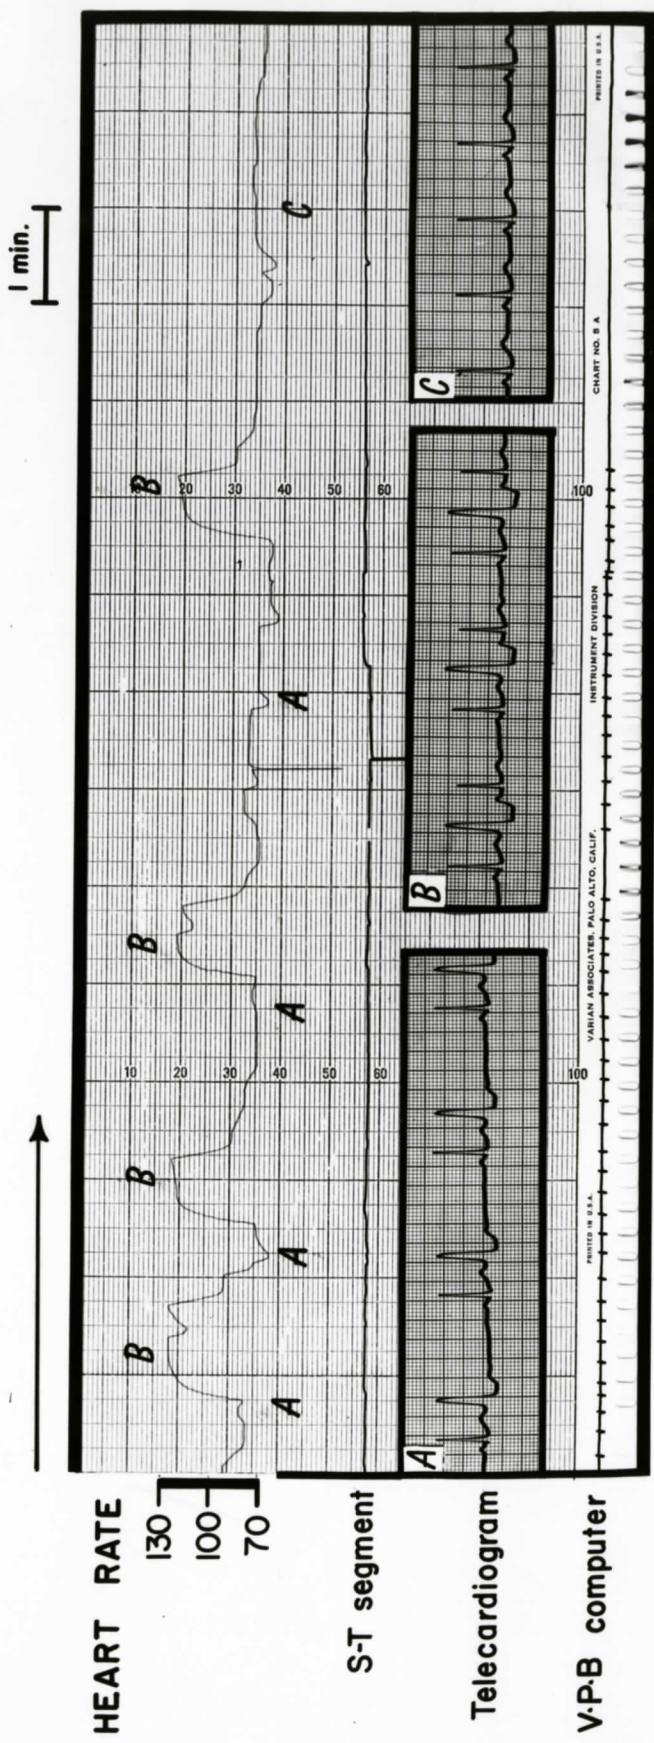 1 min.
HEART RATE
130
100
70
B
B
B
B
A
A
A
A
C
10
20
30
40
50
60
20
30
40
50
60
S-T segment
Telecardiogram
A
B
C
V·P·B computer
100
100
PRINTED IN U.S.A.
VARIAN ASSOCIATES, PALO ALTO, CALIF.
INSTRUMENT DIVISION
CHART NO. 5 A
PRINTED IN U.S.A.